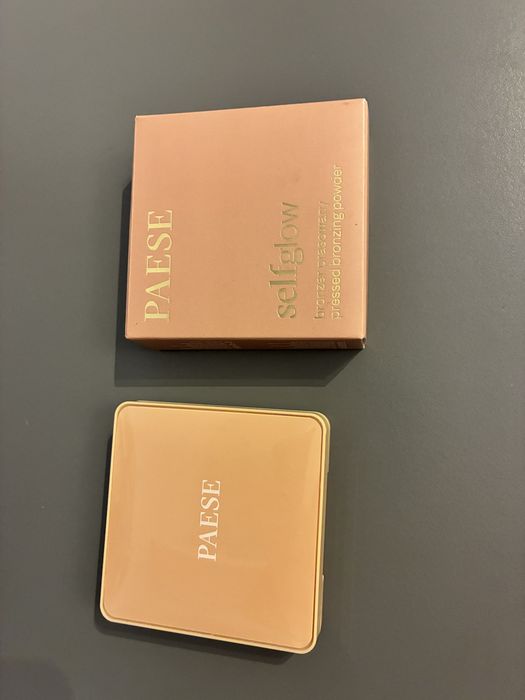 PAESE
selfglow
bronzer prasowany
pressed bronzing powder
PAESE